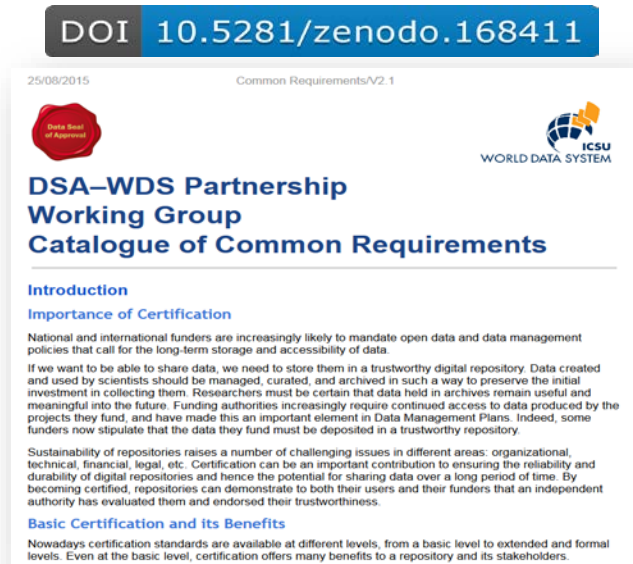 DOI 10.5281/zenodo.168411
25/08/2015 Common Requirements/V2.1
Data Seal
of Approval
ICSU
WORLD DATA SYSTEM
DSA–WDS Partnership
Working Group
Catalogue of Common Requirements
Introduction
Importance of Certification
National and international funders are increasingly likely to mandate open data and data management
policies that call for the long-term storage and accessibility of data.
If we want to be able to share data, we need to store them in a trustworthy digital repository. Data created
and used by scientists should be managed, curated, and archived in such a way to preserve the initial
investment in collecting them. Researchers must be certain that data held in archives remain useful and
meaningful into the future. Funding authorities increasingly require continued access to data produced by the
projects they fund, and have made this an important element in Data Management Plans. Indeed, some
funders now stipulate that the data they fund must be deposited in a trustworthy repository.
Sustainability of repositories raises a number of challenging issues in different areas: organizational,
technical, financial, legal, etc. Certification can be an important contribution to ensuring the reliability and
durability of digital repositories and hence the potential for sharing data over a long period of time. By
becoming certified, repositories can demonstrate to both their users and their funders that an independent
authority has evaluated them and endorsed their trustworthiness.
Basic Certification and its Benefits
Nowadays certification standards are available at different levels, from a basic level to extended and formal
levels. Even at the basic level, certification offers many benefits to a repository and its stakeholders.